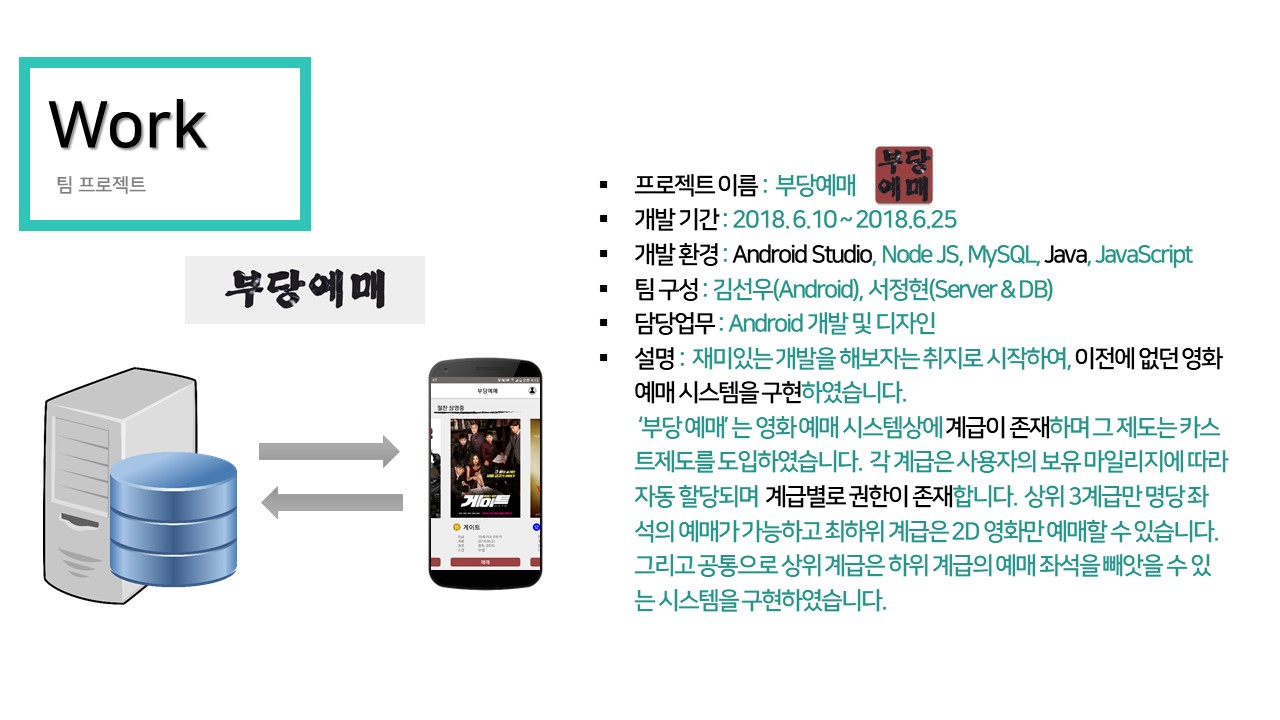 Work
팀 프로젝트
부당예매
부당예매
질찬 상영중
게이트
게이트
예매
프로젝트 이름 : 부당예매
부당
예매
개발 기간 : 2018. 6.10 ~ 2018.6.25
개발 환경 : Android Studio, Node JS, MySQL, Java, JavaScript
팀 구성 : 김선우(Android), 서정현(Server & DB)
담당업무 : Android 개발 및 디자인
설명 : 재미있는 개발을 해보자는 취지로 시작하여, 이전에 없던 영화
예매 시스템을 구현하였습니다.
'부당 예매' 는 영화 예매 시스템상에 계급이 존재하며 그 제도는 카스
트제도를 도입하였습니다. 각 계급은 사용자의 보유 마일리지에 따라
자동 할당되며 계급별로 권한이 존재합니다. 상위 3계급만 명당 좌
석의 예매가 가능하고 최하위 계급은 2D 영화만 예매할 수 있습니다.
그리고 공통으로 상위 계급은 하위 계급의 예매 좌석을 빼앗을 수 있
는 시스템을 구현하였습니다.